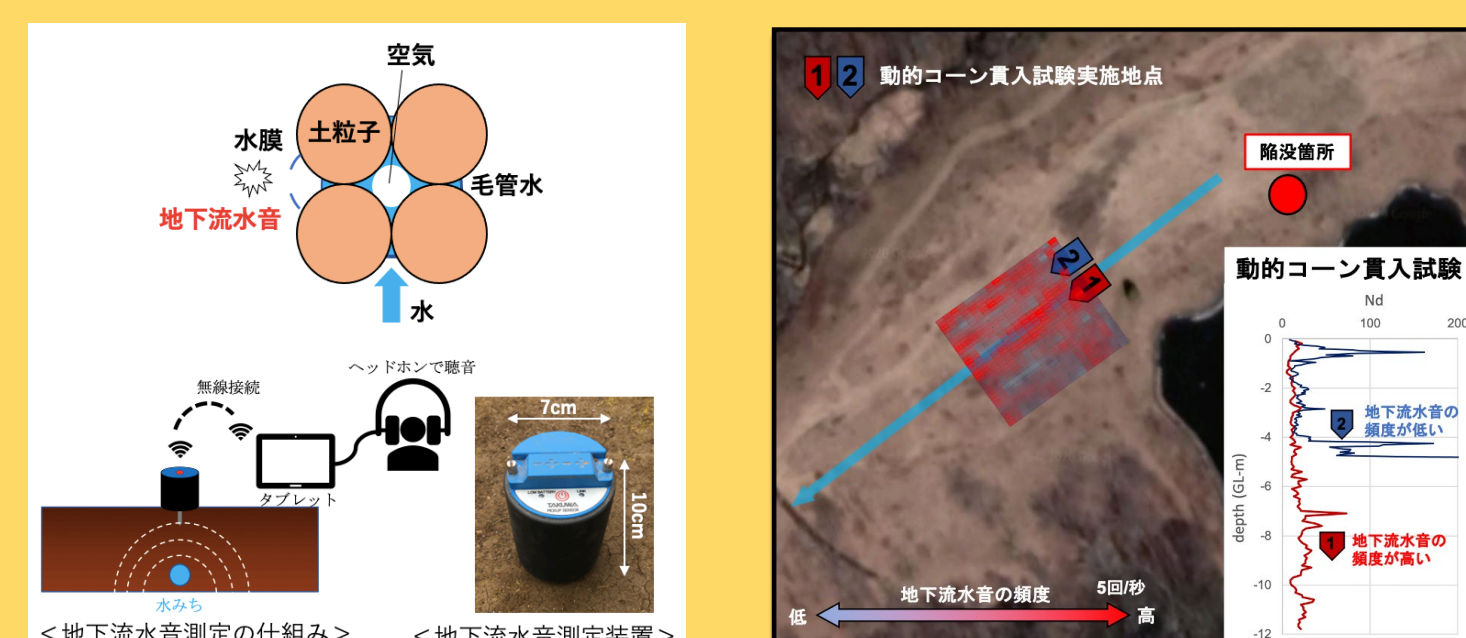 空気
水膜
土粒子
毛管水
地下流水音
水
ヘッドホンで聴音
無線接続
タブレット
水みち
7cm
10cm
TAKUWA
<地下流水音測定の仕組み>
<地下流水音測定装置>
1 2 動的コーン貫入試験実施地点
陥没箇所
2
1
動的コーン貫入試験
Nd
0 100 200
depth (GL-m)
0
-2
-4
-6
-8
-10
-12
2 地下流水音の
頻度が低い
1 地下流水音の
頻度が高い
地下流水音の頻度
5回/秒
低
高